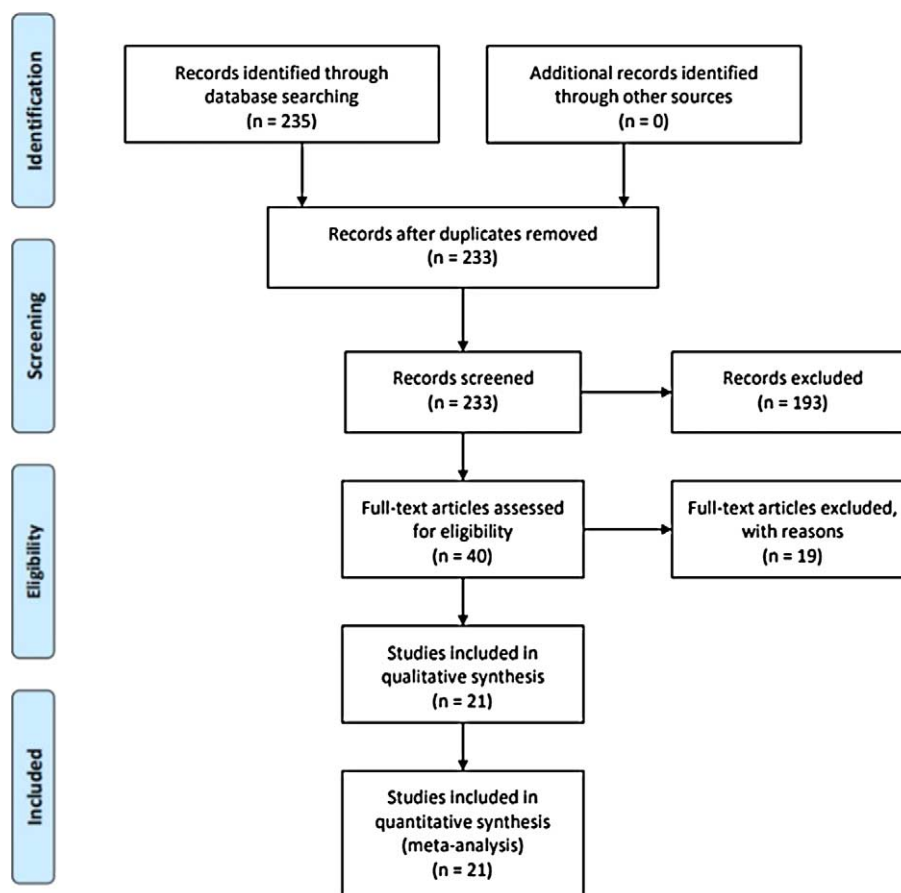 Identification
Records identified through
database searching
(n = 235)
Additional records identified
through other sources
(n = 0)
Records after duplicates removed
(n = 233)
Screening
Records screened
(n = 233)
Records excluded
(n = 193)
Eligibility
Full-text articles assessed
for eligibility
(n = 40)
Full-text articles excluded,
with reasons
(n = 19)
Studies included in
qualitative synthesis
(n = 21)
Included
Studies included in
quantitative synthesis
(meta-analysis)
(n = 21)